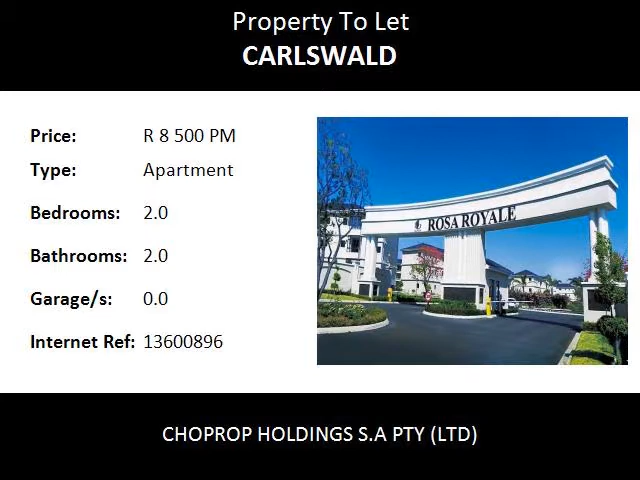 Property To Let
CARLSWALD
Price: R 8 500 PM
Type: Apartment
Bedrooms: 2.0
Bathrooms: 2.0
Garage/s: 0.0
Internet Ref: 13600896
ROSA ROYALE
CHOPROP HOLDINGS S.A PTY (LTD)